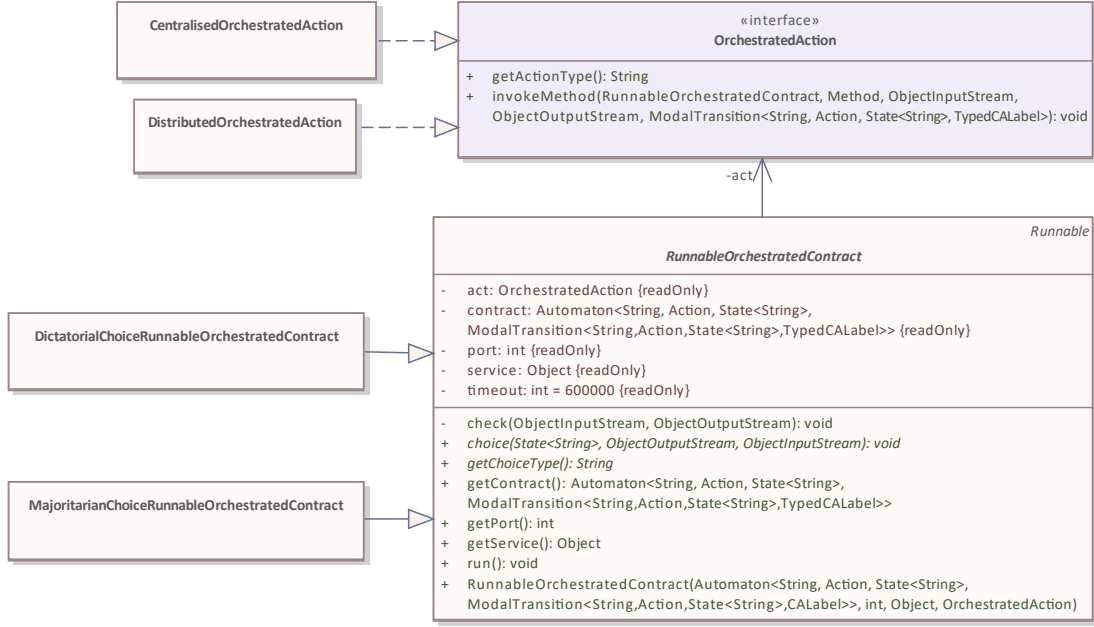 CentralisedOrchestratedAction
DistributedOrchestratedAction
«interface»
OrchestratedAction
+ getActionType(): String
+ invokeMethod(RunnableOrchestratedContract, Method, ObjectInputStream,
ObjectOutputStream, ModalTransition<String, Action, State<String>, TypedCALabel>): void
-act
Runnable
RunnableOrchestratedContract
- act: OrchestratedAction {readOnly}
- contract: Automaton<String, Action, State<String>,
ModalTransition<String,Action,State<String>,TypedCALabel>> {readOnly}
- port: int {readOnly}
- service: Object {readOnly}
- timeout: int = 600000 {readOnly}
- check(ObjectInputStream, ObjectOutputStream): void
+ choice(State<String>, ObjectOutputStream, ObjectInputStream): void
+ getChoiceType(): String
+ getContract(): Automaton<String, Action, State<String>,
ModalTransition<String,Action,State<String>,TypedCALabel>>
+ getPort(): int
+ getService(): Object
+ run(): void
+ RunnableOrchestratedContract(Automaton<String, Action, State<String>,
ModalTransition<String,Action,State<String>,CALabel>>, int, Object, OrchestratedAction)
DictatorialChoiceRunnableOrchestratedContract
MajoritarianChoiceRunnableOrchestratedContract